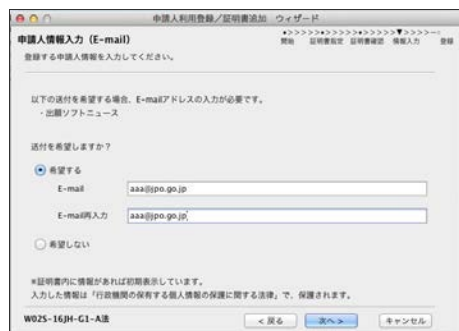 申請人利用登録／証明書追加 ウィザード
申請人情報入力（E-mail）
•>>>>>•>>>>>•>>>>>▼>>>>−○
開始 証明書設定 証明書確認 情報入力 登録
登録する申請人情報を入力してください。
以下の送付を希望する場合、E-mailアドレスの入力が必要です。
・出願ソフトニュース
送付を希望しますか？
希望する
E-mail aaa@jpo.go.jp
E-mail再入力 aaa@jpo.go.jp
希望しない
※証明書内に情報があれば初期表示しています。
入力した情報は「行政機関の保有する個人情報の保護に関する法律」で、保護されます。
W02S-16JH-G1-A法 < 戻る 次へ > キャンセル